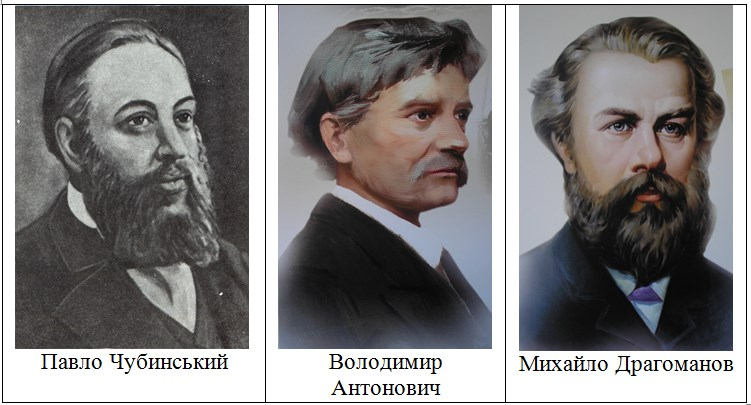 Павло Чубинський
Володимир
Антонович
Михайло Драгоманов